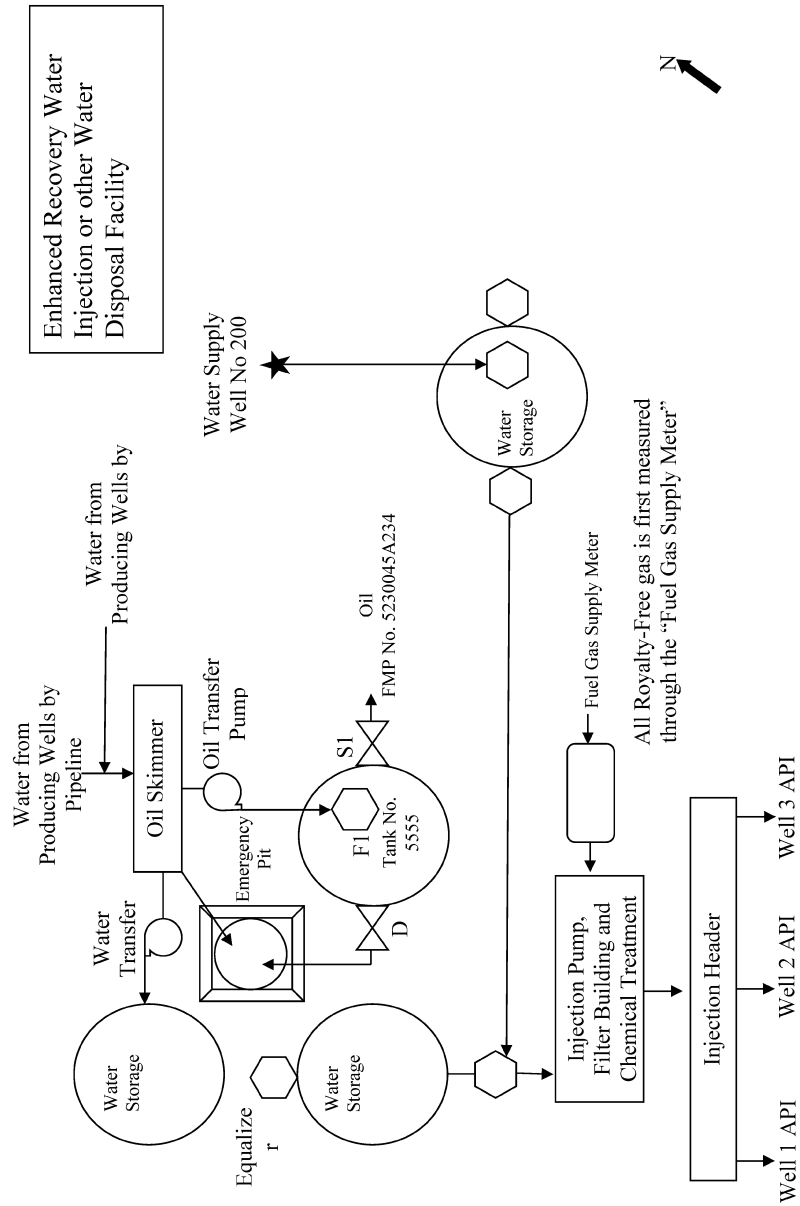 Enhanced Recovery Water
Injection or other Water
Disposal Facility
N
Water from
Producing Wells by
Pipeline
Water from
Producing Wells by
Oil Skimmer
Water
Transfer
Oil Transfer
Pump
Emergency
Pit
Water
Storage
Equalize
r
Water
Storage
D
F1
Tank No.
5555
S1
Oil
FMP No. 5230045A234
Water Supply
Well No 200
Water
Storage
Injection Pump,
Filter Building and
Chemical Treatment
Fuel Gas Supply Meter
All Royalty-Free gas is first measured
through the “Fuel Gas Supply Meter”
Injection Header
Well 1 API
Well 2 API
Well 3 API